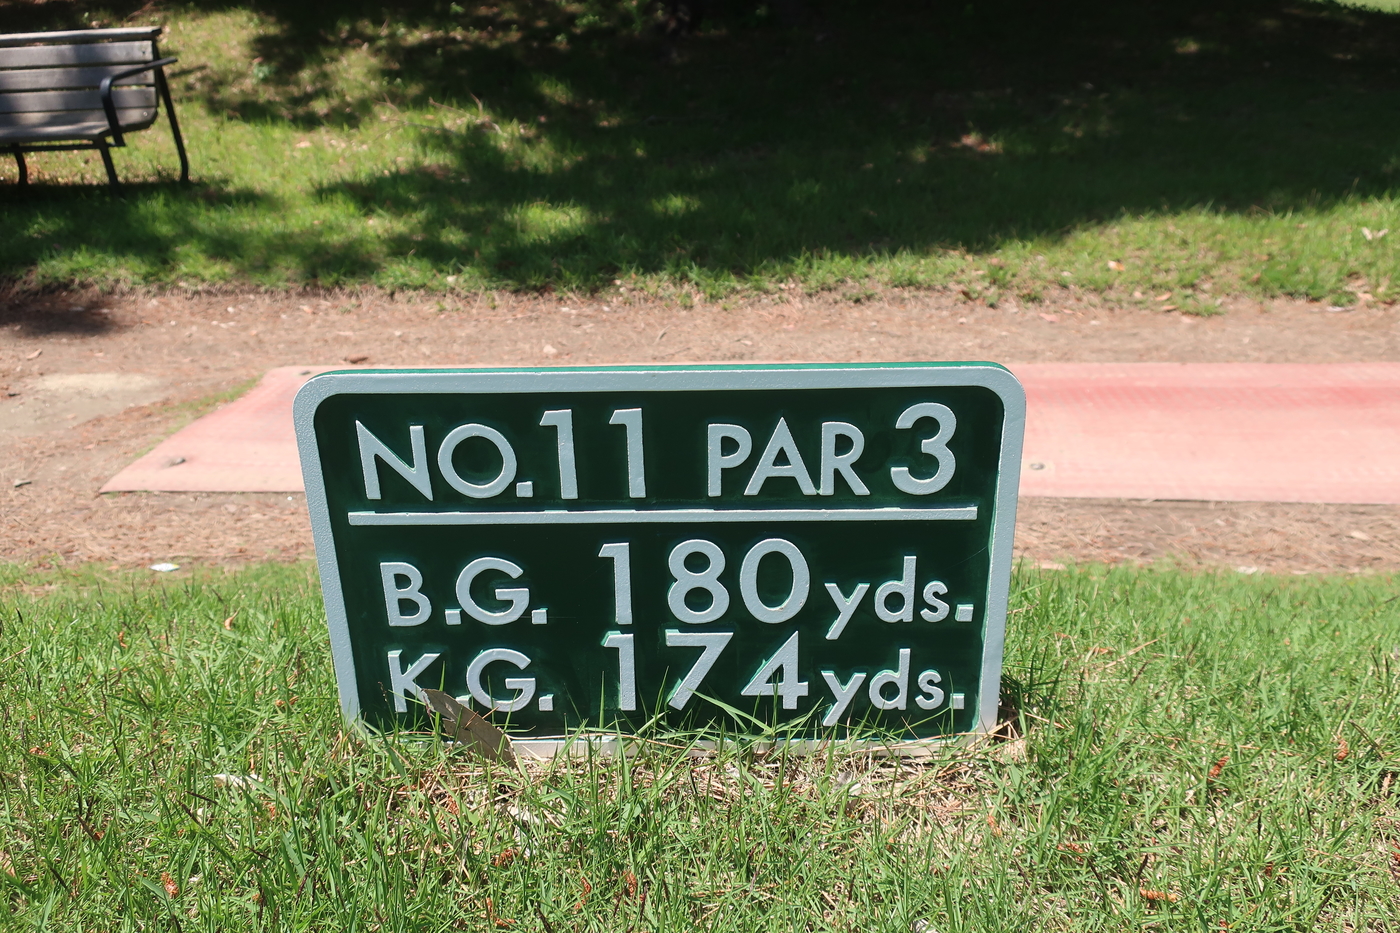 NO.11 PAR 3
B.G. 180 yds.
K.G. 174 yds.